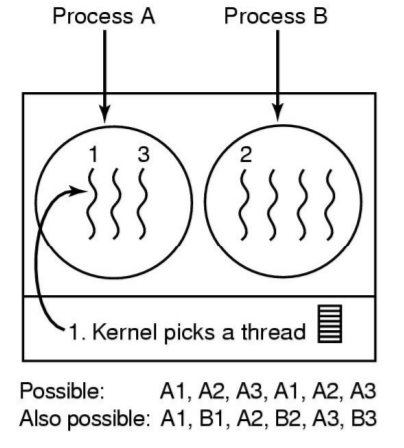 Process A Process B
1 3 2
1. Kernel picks a thread
Possible: A1, A2, A3, A1, A2, A3
Also possible: A1, B1, A2, B2, A3, B3